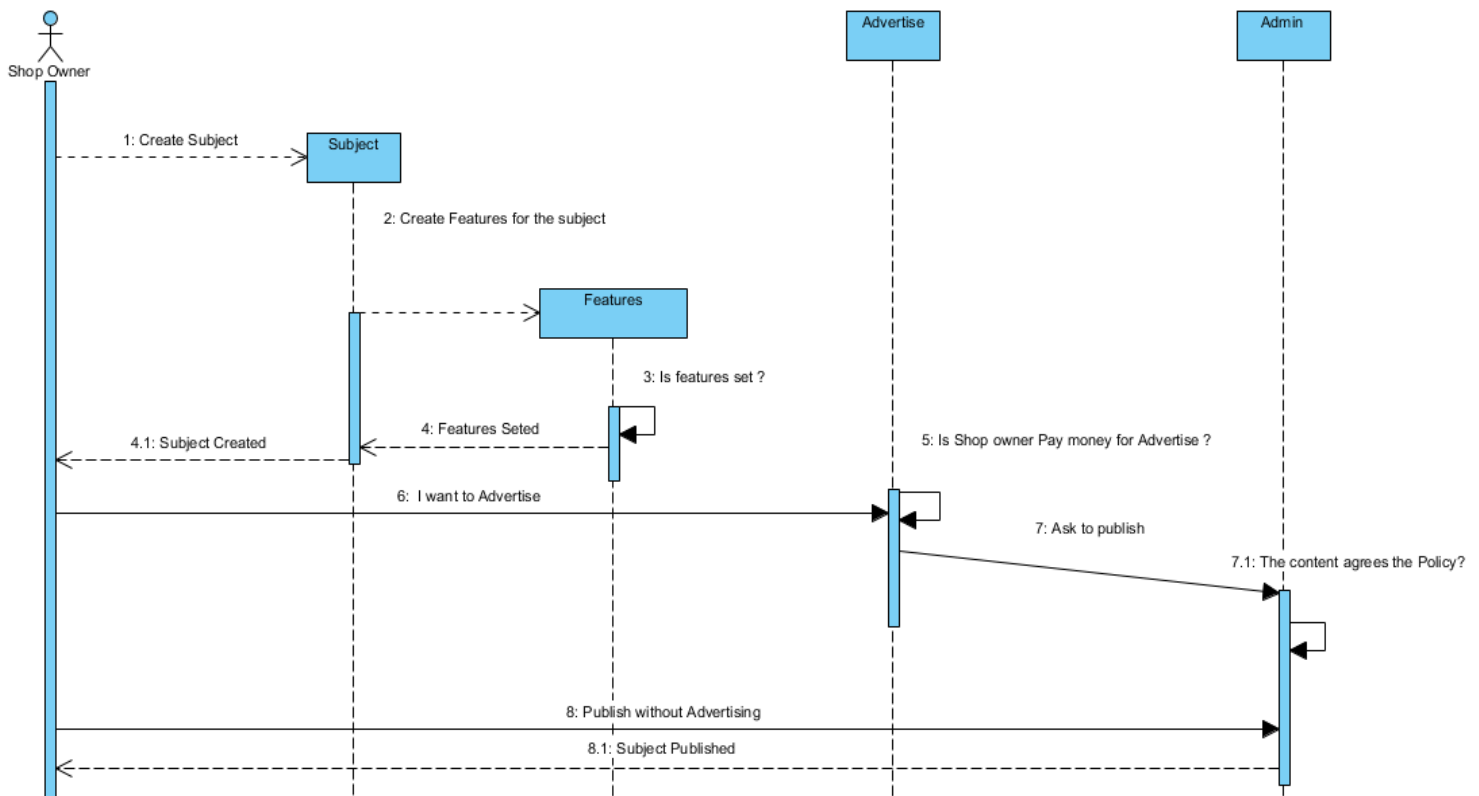 Advertise
Admin
Shop Owner
1: Create Subject
Subject
2: Create Features for the subject
Features
3: Is features set ?
4: Features Seted
4.1: Subject Created
5: Is Shop owner Pay money for Advertise ?
6:  I want to Advertise
7: Ask to publish
7.1: The content agrees the Policy?
8: Publish without Advertising
8.1: Subject Published